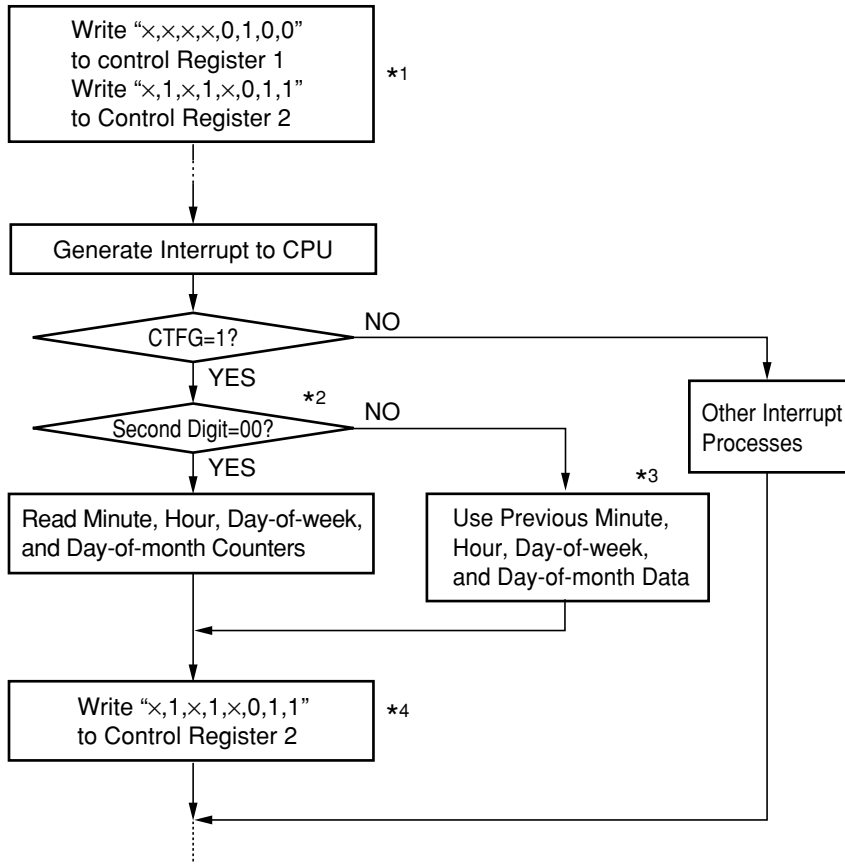 Write “×,×,×,×,0,1,0,0”
to control Register 1
Write “×,1,×,1,×,0,1,1”
to Control Register 2
*1
Generate Interrupt to CPU
CTFG=1?
NO
YES
*2
Second Digit=00?
NO
YES
Other Interrupt
Processes
*3
Read Minute, Hour, Day-of-week,
and Day-of-month Counters
Use Previous Minute,
Hour, Day-of-week,
and Day-of-month Data
Write “×,1,×,1,×,0,1,1”
to Control Register 2
*4